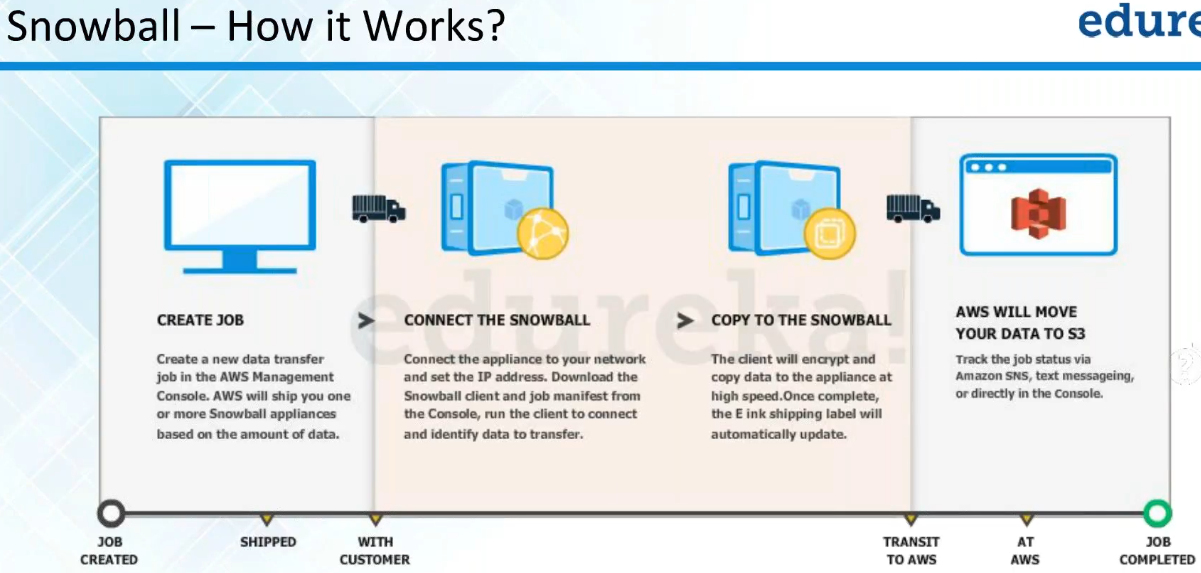 Snowball – How it Works?
edure
edureka!
CREATE JOB
Create a new data transfer
job in the AWS Management
Console. AWS will ship you one
or more Snowball appliances
based on the amount of data.
>
CONNECT THE SNOWBALL
Connect the appliance to your network
and set the IP address. Download the
Snowball client and job manifest from
the Console, run the client to connect
and identify data to transfer.
>
COPY TO THE SNOWBALL
The client will encrypt and
copy data to the appliance at
high speed.Once complete,
the E ink shipping label will
automatically update.
AWS WILL MOVE
YOUR DATA TO S3
Track the job status via
Amazon SNS, text messageing,
or directly in the Console.
?
JOB
CREATED
SHIPPED
WITH
CUSTOMER
TRANSIT
TO AWS
AT
AWS
JOB
COMPLETED